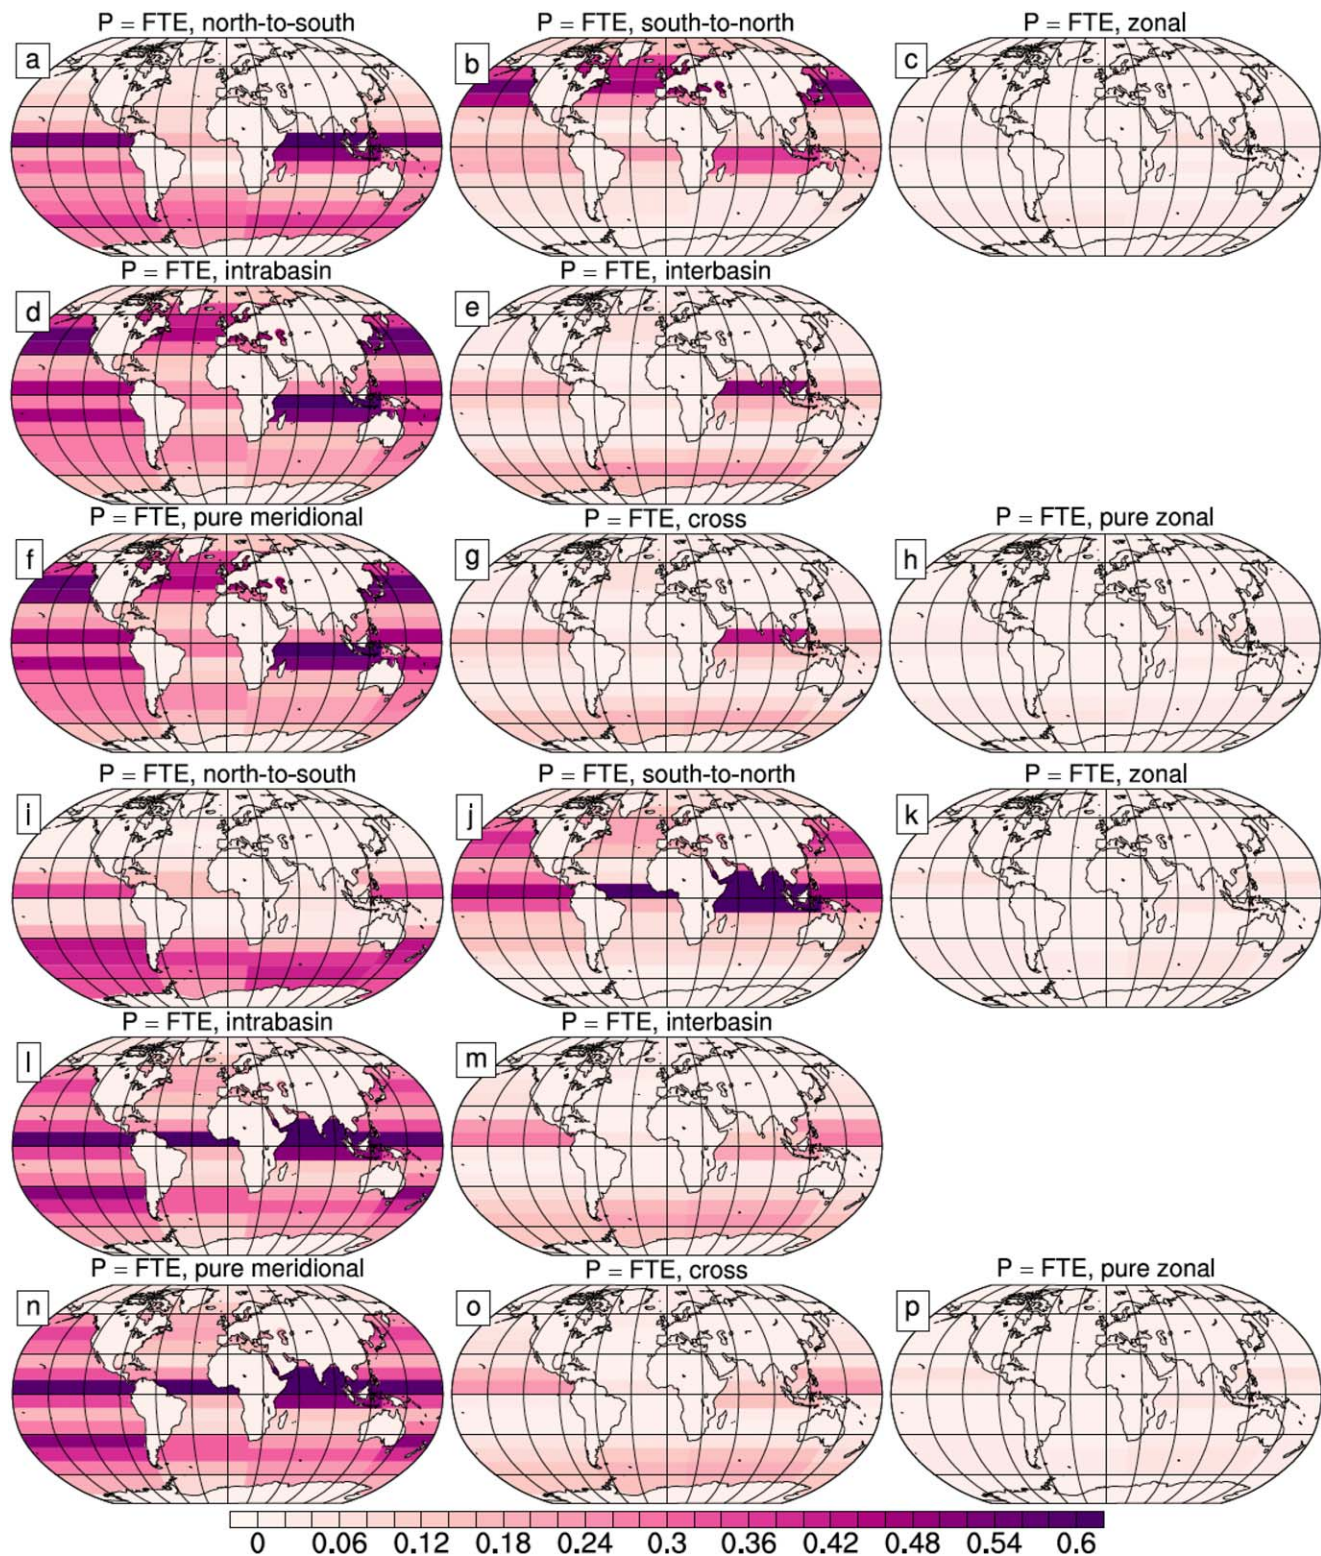 P = FTE, north-to-south P = FTE, south-to-north P = FTE, zonal
a b c
P = FTE, intrabasin P = FTE, interbasin
d e
P = FTE, pure meridional P = FTE, cross P = FTE, pure zonal
f g h
P = FTE, north-to-south P = FTE, south-to-north P = FTE, zonal
i j k
P = FTE, intrabasin P = FTE, interbasin
l m
P = FTE, pure meridional P = FTE, cross P = FTE, pure zonal
n o p
0 0.06 0.12 0.18 0.24 0.3 0.36 0.42 0.48 0.54 0.6